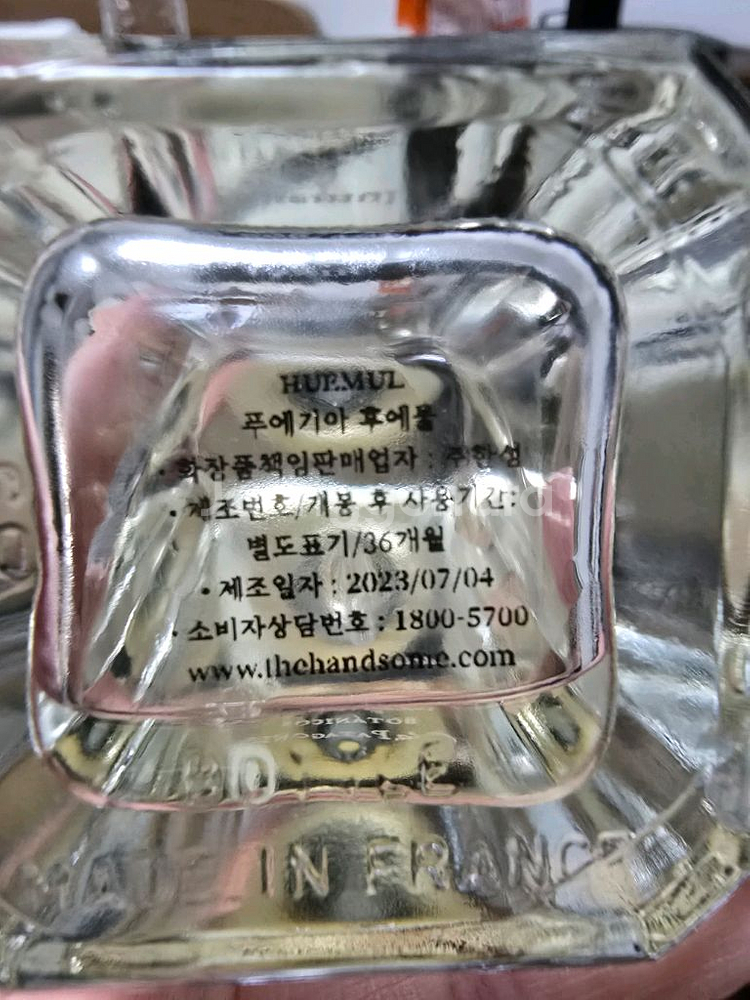 HUEMUL
푸에기아 후에물
• 화장품책임판매업자 : 주한섬
• 제조번호/개봉 후 사용기간:
별도표기/36개월
• 제조일자 : 2023/07/04
• 소비자상담번호 : 1800-5700
www.thehandsome.com
BOTANICO
MADE IN FRANCE